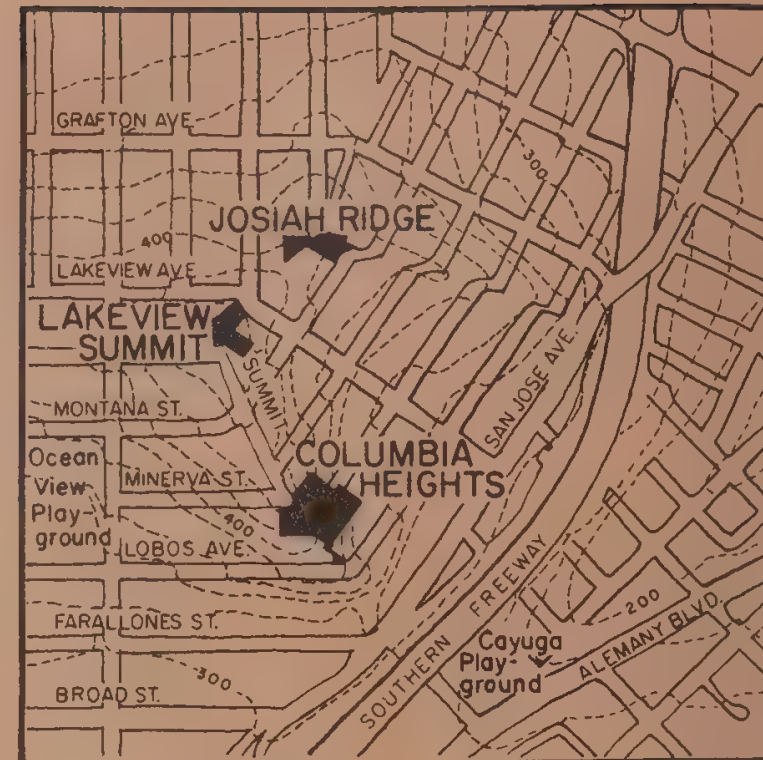 GRAFTON AVE
300
JOSIAH RIDGE
400
LAKEVIEW AVE
LAKEVIEW
SUMMIT
SUMMIT
SAN JOSE AVE.
MONTANA ST.
COLUMBIA
HEIGHTS
Ocean
View
Play-
ground
MINERVA ST.
400
LOBOS AVE.
FARALLONES ST.
300
BROAD ST.
SOUTHERN FREEWAY
Cayuga
Play-
ground
200
ALEMANY BLVD.